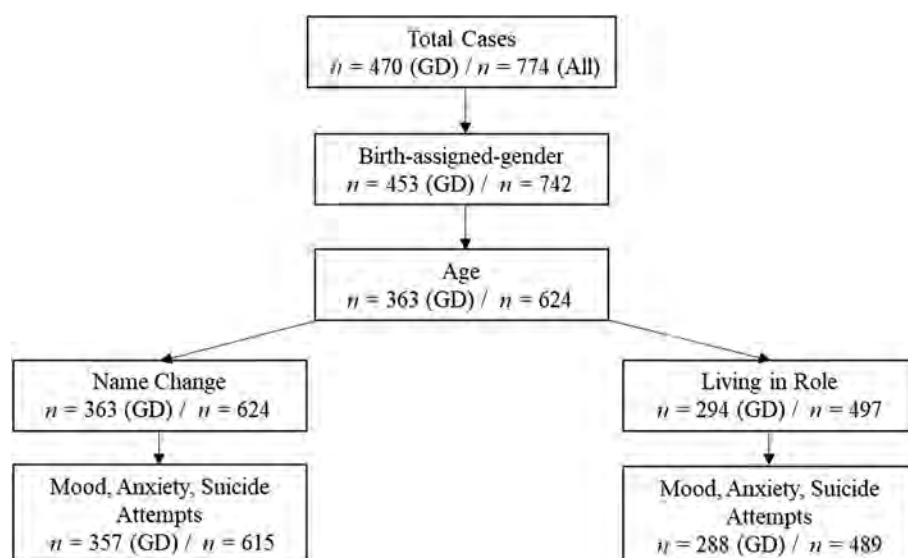 Total Cases
n = 470 (GD) / n = 774 (All)
Birth-assigned-gender
n = 453 (GD) / n = 742
Age
n = 363 (GD) / n = 624
Name Change
n = 363 (GD) / n = 624
Living in Role
n = 294 (GD) / n = 497
Mood, Anxiety, Suicide
Attempts
n = 357 (GD) / n = 615
Mood, Anxiety, Suicide
Attempts
n = 288 (GD) / n = 489